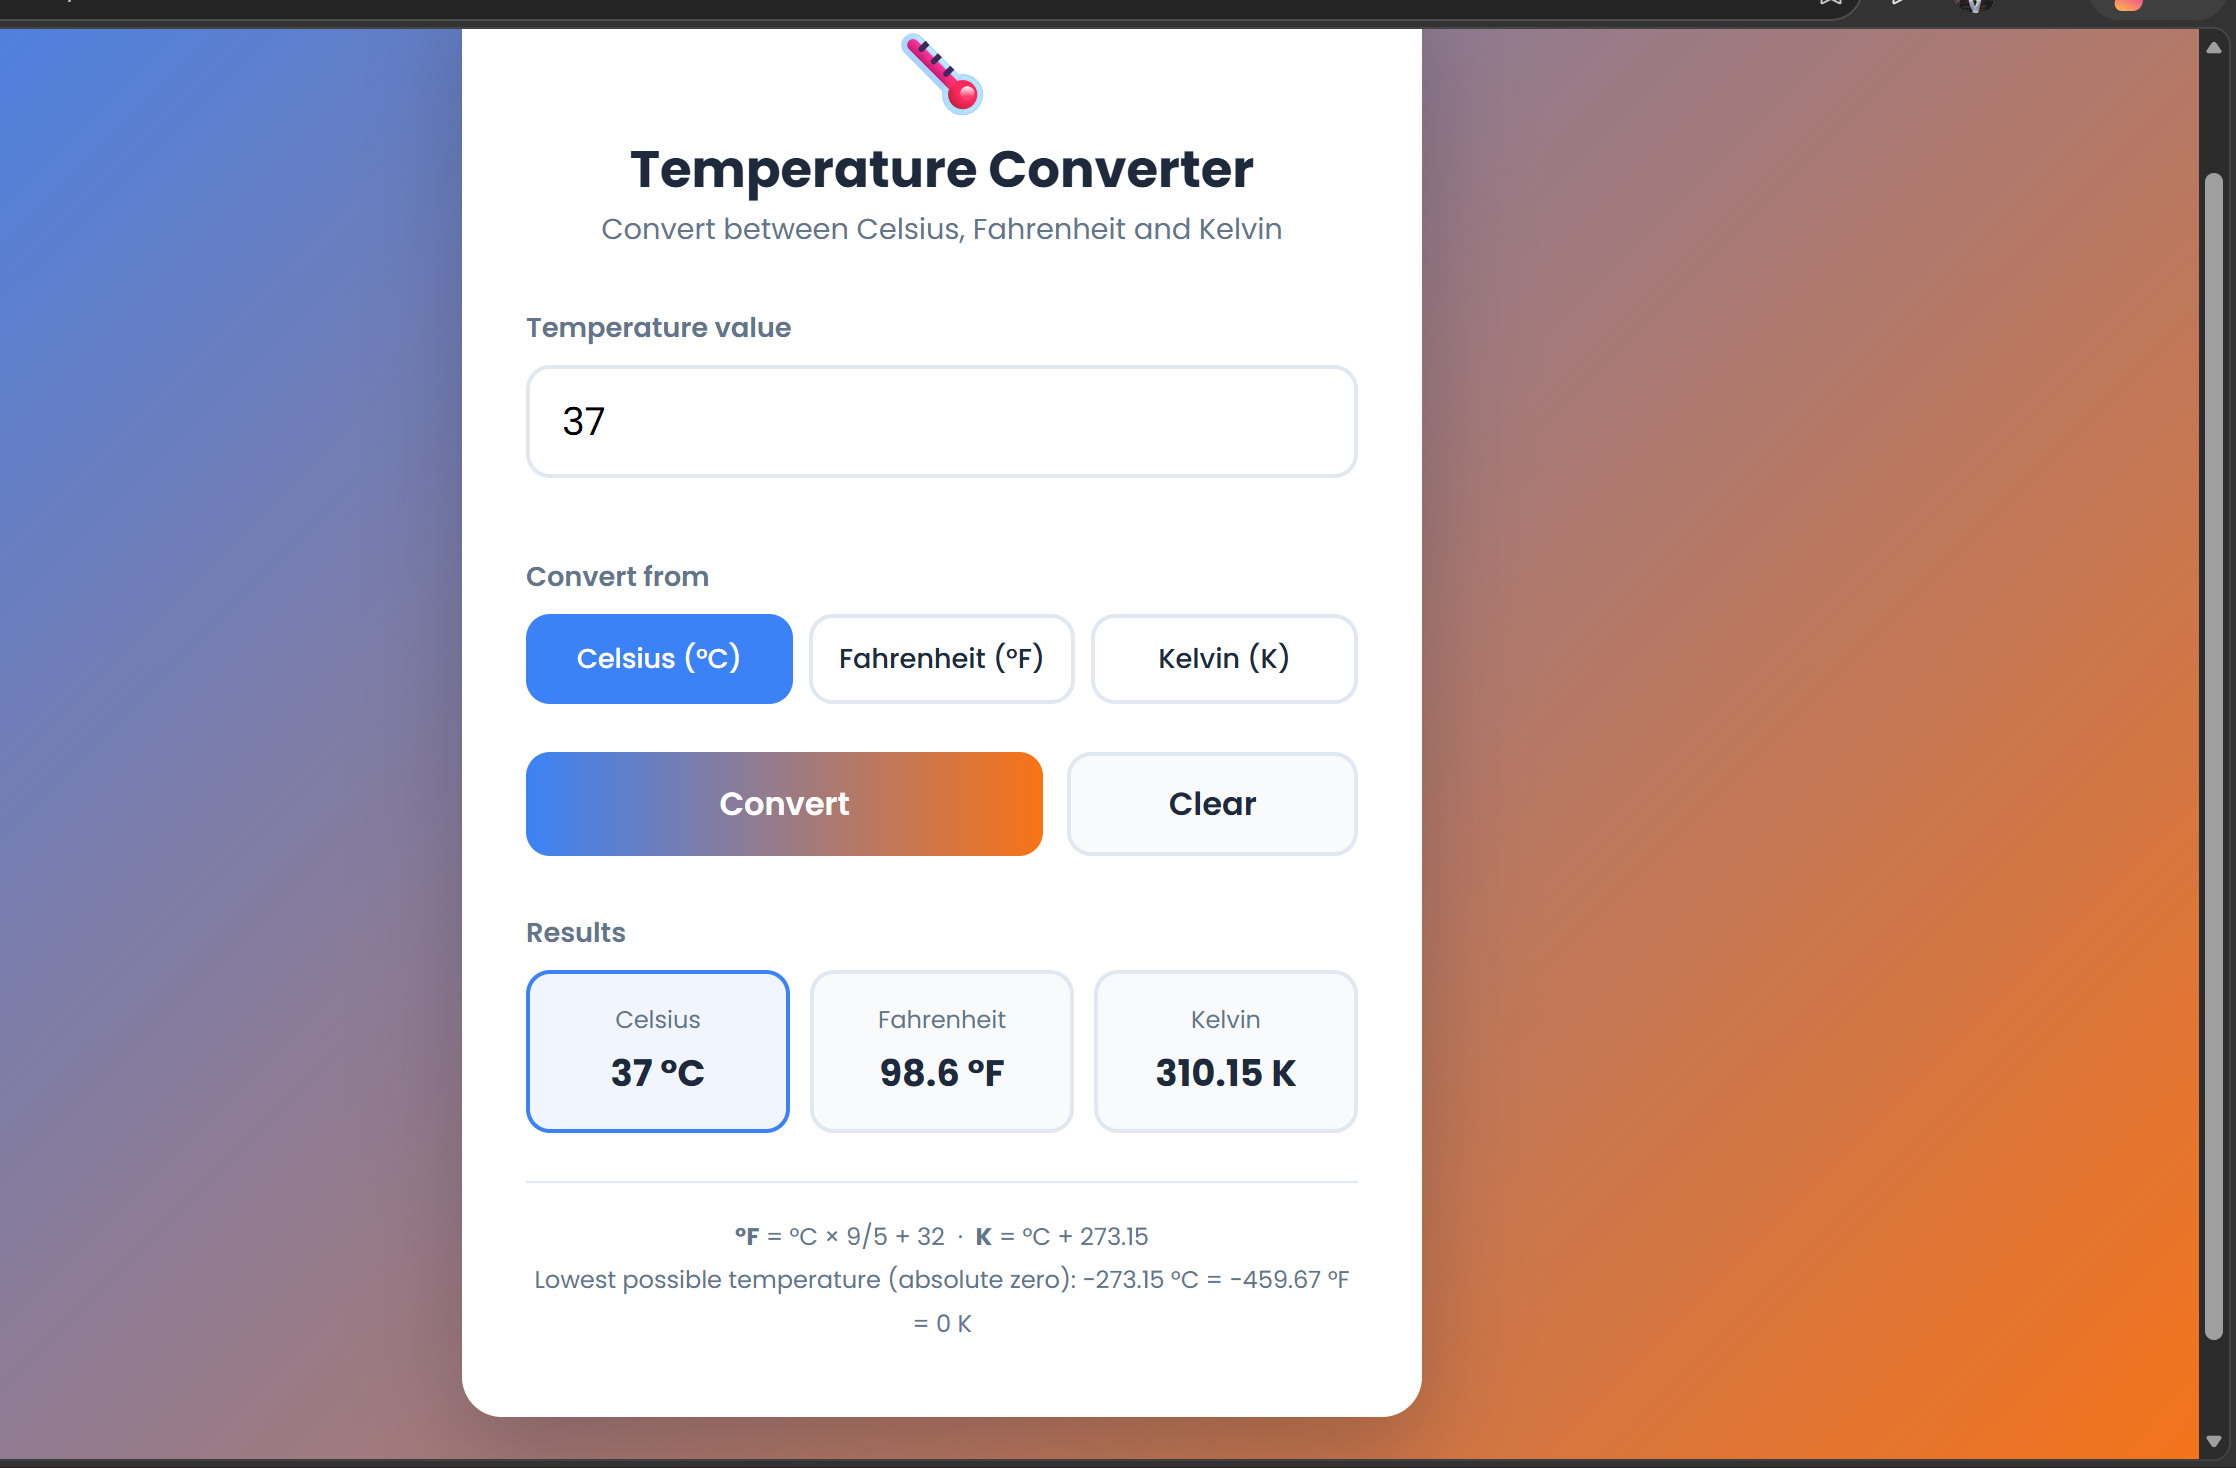 Temperature Converter
Convert between Celsius, Fahrenheit and Kelvin
Temperature value
37
Convert from
Celsius (°C) Fahrenheit (°F) Kelvin (K)
Convert Clear
Results
Celsius Fahrenheit Kelvin
37 °C 98.6 °F 310.15 K
°F = °C × 9/5 + 32 · K = °C + 273.15
Lowest possible temperature (absolute zero): −273.15 °C = −459.67 °F
= 0 K